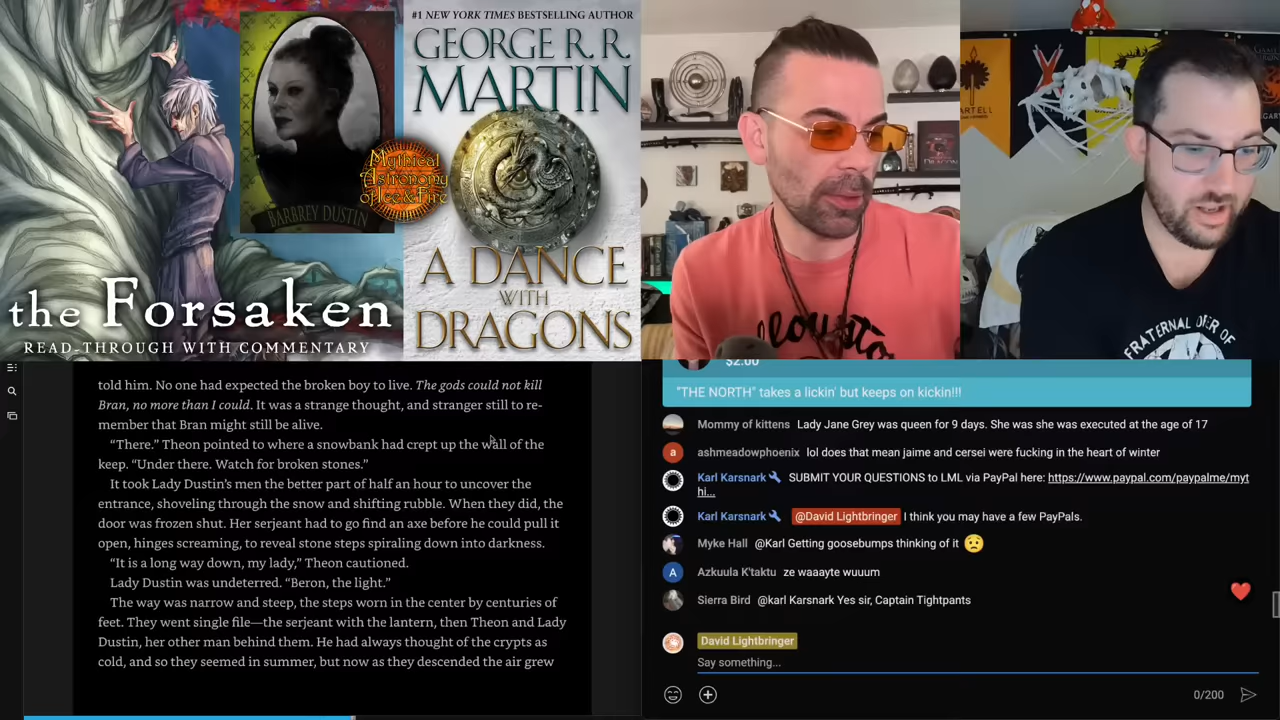 #1 NEW YORK TIMES BESTSELLING AUTHOR
GEORGE R. R.
MARTIN
Mythical
Astronomy
of Ice & Fire
BARBREY DUSTIN
A DANCE
WITH
DRAGONS
the Forsaken
READ-THROUGH WITH COMMENTARY
FRATERNAL ORDER OF
told him. No one had expected the broken boy to live. The gods could not kill
Bran, no more than I could. It was a strange thought, and stranger still to re-
member that Bran might still be alive.
“There.” Theon pointed to where a snowbank had crept up the wall of the
keep. “Under there. Watch for broken stones.”
It took Lady Dustin’s men the better part of half an hour to uncover the
entrance, shoveling through the snow and shifting rubble. When they did, the
door was frozen shut. Her serjeant had to go find an axe before he could pull it
open, hinges screaming, to reveal stone steps spiraling down into darkness.
“It is a long way down, my lady,” Theon cautioned.
Lady Dustin was undeterred. “Beron, the light.”
The way was narrow and steep, the steps worn in the center by centuries of
feet. They went single file—the serjeant with the lantern, then Theon and Lady
Dustin, her other man behind them. He had always thought of the crypts as
cold, and so they seemed in summer, but now as they descended the air grew
$2.00
"THE NORTH" takes a lickin' but keeps on kickin!!!
Mommy of kittens Lady Jane Grey was queen for 9 days. She was she was executed at the age of 17
a ashmeadowphoenix lol does that mean jaime and cersei were fucking in the heart of winter
Karl Karsnark SUBMIT YOUR QUESTIONS to LML via PayPal here: https://www.paypal.com/paypalme/myt
hi...
Karl Karsnark @David Lightbringer I think you may have a few PayPals.
Myke Hall @Karl Getting goosebumps thinking of it
A Azkuula K'taktu ze waaayte wuuum
Sierra Bird @karl Karsnark Yes sir, Captain Tightpants
David Lightbringer
Say something...
0/200